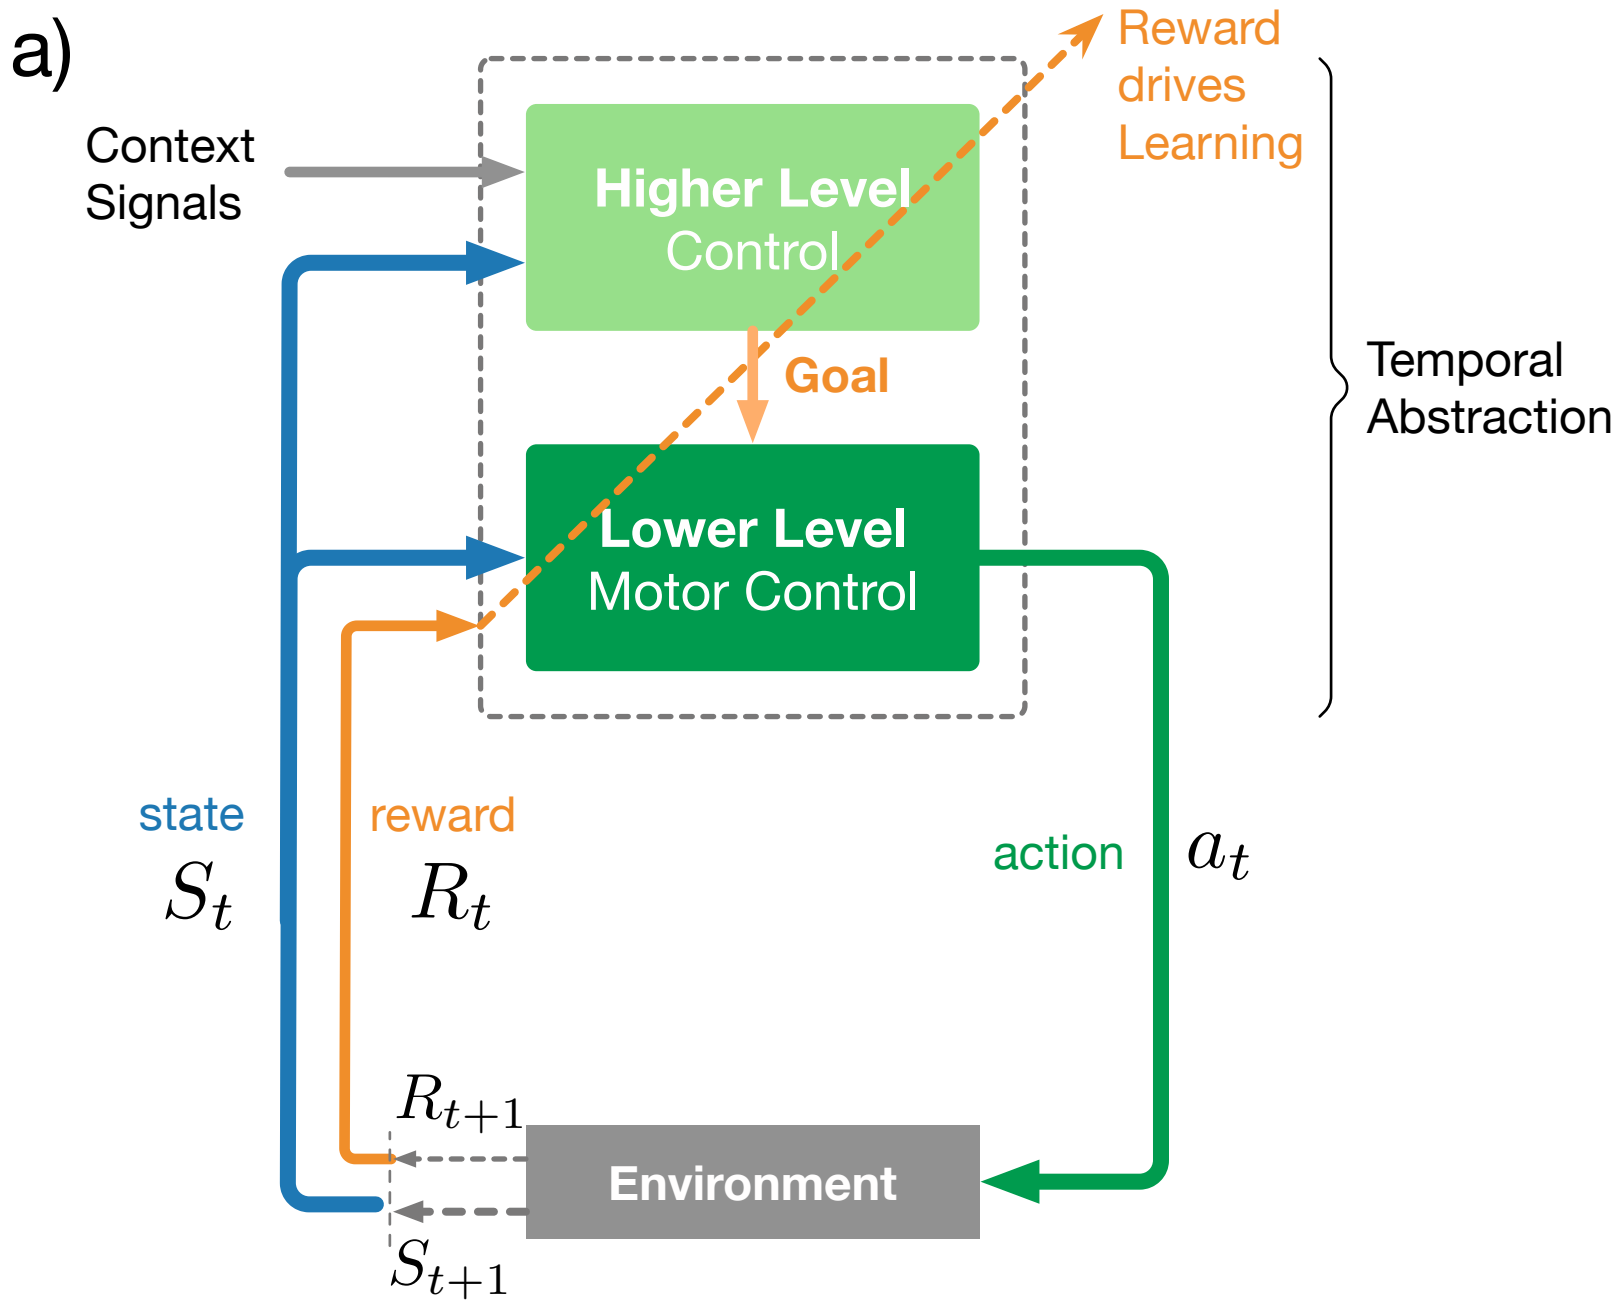 a)
Reward
drives
Learning
Context
Signals
Higher Level
Control
Goal
Temporal
Abstraction
Lower Level
Motor Control
state
S_t
reward
R_t
action
a_t
R_{t+1}
Environment
S_{t+1}